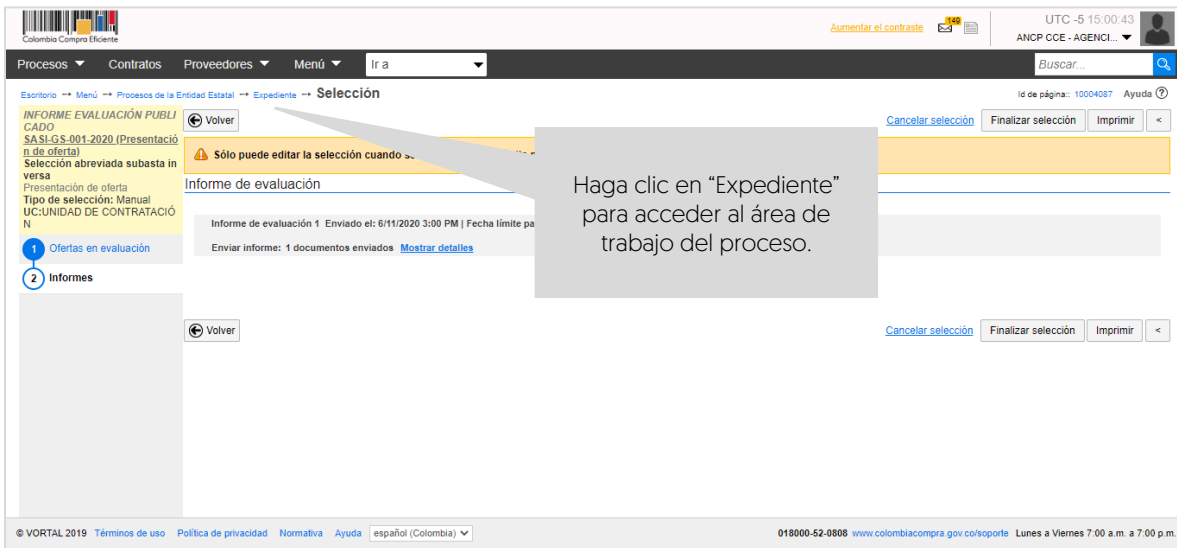 Colombia Compra Eficiente
Aumentar el contraste 149 UTC -5 15:00:43
ANCP CCE - AGENCI...
Procesos Contratos Proveedores Menú Ir a Buscar...
Escritorio → Menú → Procesos de la Entidad Estatal → Expediente → Selección Id de página:: 10004087 Ayuda
INFORME EVALUACIÓN PUBLI
CADO
SASI-GS-001-2020 (Presentació
n de oferta)
Selección abreviada subasta in
versa
Presentación de oferta
Tipo de selección: Manual
UC:UNIDAD DE CONTRATACIÓ
N
1 Ofertas en evaluación
2 Informes
Volver Cancelar selección Finalizar selección Imprimir <
Sólo puede editar la selección cuando
Informe de evaluación
Informe de evaluación 1 Enviado el: 6/11/2020 3:00 PM | Fecha límite pa
Enviar informe: 1 documentos enviados Mostrar detalles
Haga clic en “Expediente”
para acceder al área de
trabajo del proceso.
Volver Cancelar selección Finalizar selección Imprimir <
© VORTAL 2019 Términos de uso Política de privacidad Normativa Ayuda español (Colombia) 018000-52-0808 www.colombiacompra.gov.co/soporte Lunes a Viernes 7:00 a.m. a 7:00 p.m.